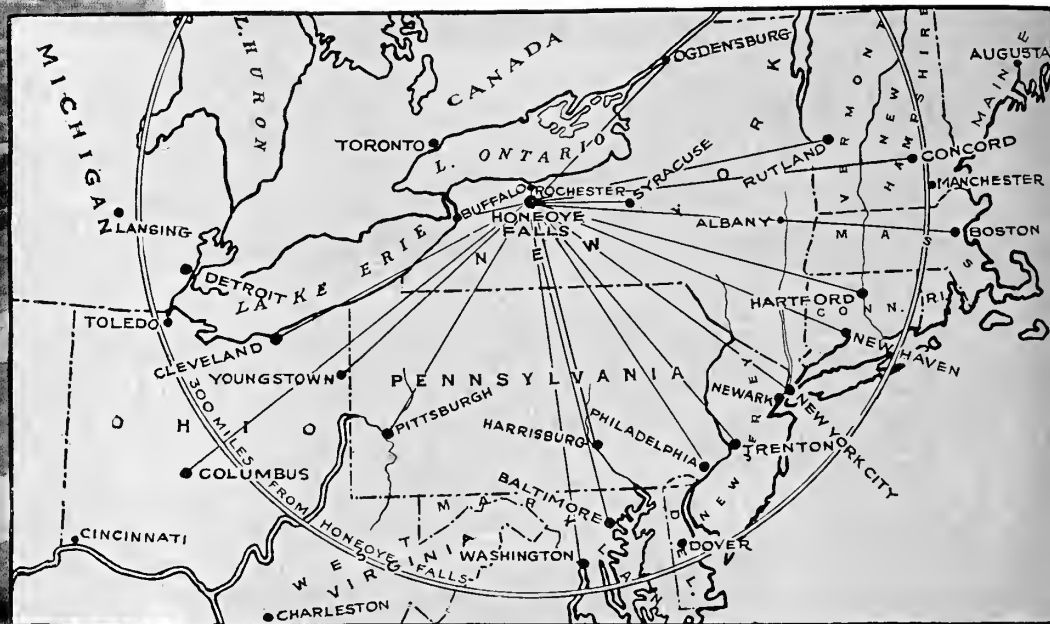 MICHIGAN
L. HURON
CANADA
OGDENSBURG
TORONTO
L. ONTARIO
BUFFALO
ROCHESTER
SYRACUSE
HONEOYE
FALLS
NEW YORK
RUTLAND
VERMONT
NEW
HAMPSHIRE
MAINE
AUGUSTA
CONCORD
MANCHESTER
ALBANY
BOSTON
MASS
LANSING
DETROIT
LAKE ERIE
TOLEDO
CLEVELAND
YOUNGSTOWN
PENNSYLVANIA
HARTFORD
CONN.
R.I.
NEW HAVEN
NEWARK
NEW YORK CITY
NEW JERSEY
OHIO
PITTSBURGH
HARRISBURG
PHILADELPHIA
TRENTON
COLUMBUS
300 MILES FROM HONEOYE FALLS
BALTIMORE
MARYLAND
DEL
DOVER
WASHINGTON
CINCINNATI
WEST
VIRGINIA
CHARLESTON